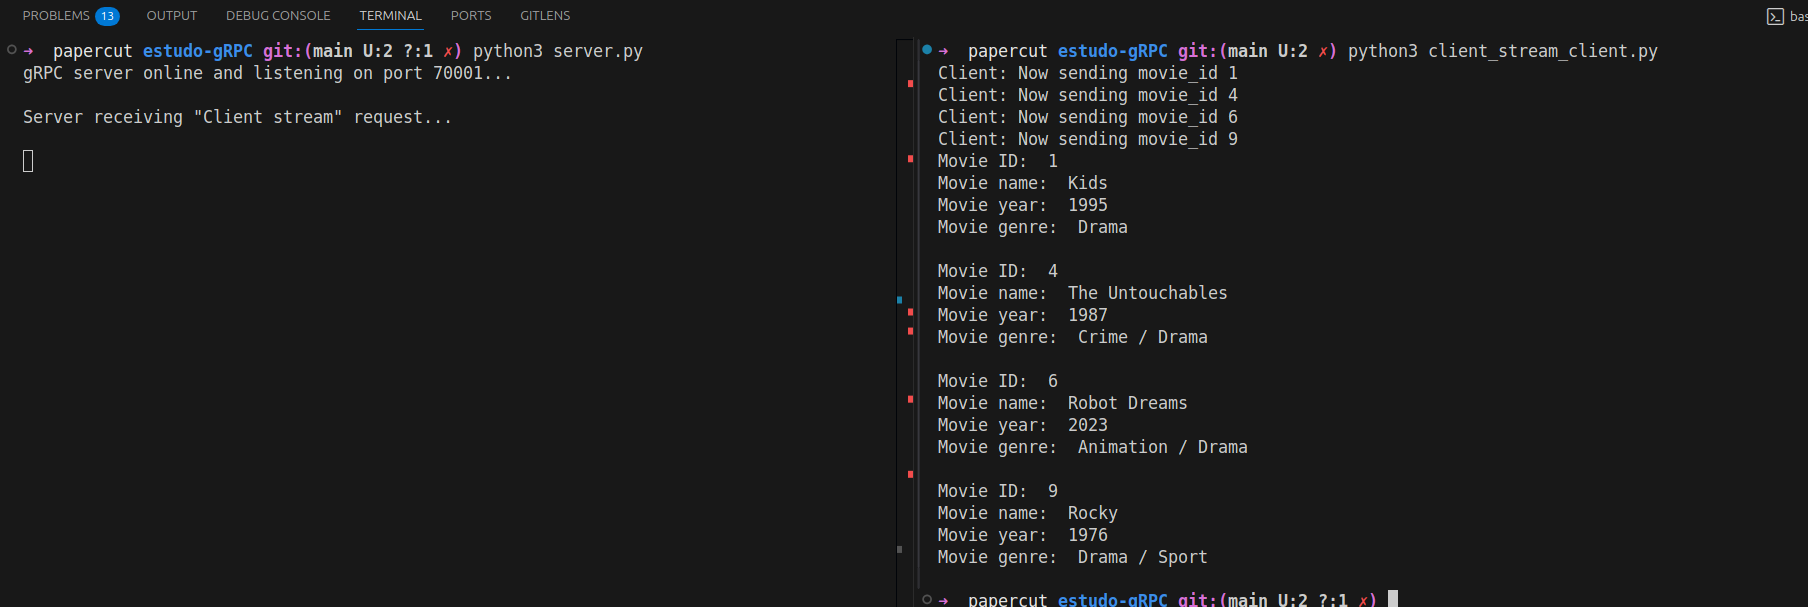 PROBLEMS 13 OUTPUT DEBUG CONSOLE TERMINAL PORTS GITLENS
➜ papercut estudo-gRPC git:(main U:2 ?:1 ✗) python3 server.py
gRPC server online and listening on port 70001...
Server receiving "Client stream" request...
➜ papercut estudo-gRPC git:(main U:2 ✗) python3 client_stream_client.py
Client: Now sending movie_id 1
Client: Now sending movie_id 4
Client: Now sending movie_id 6
Client: Now sending movie_id 9
Movie ID:  1
Movie name:  Kids
Movie year:  1995
Movie genre:  Drama
Movie ID:  4
Movie name:  The Untouchables
Movie year:  1987
Movie genre:  Crime / Drama
Movie ID:  6
Movie name:  Robot Dreams
Movie year:  2023
Movie genre:  Animation / Drama
Movie ID:  9
Movie name:  Rocky
Movie year:  1976
Movie genre:  Drama / Sport
➜ papercut estudo-gRPC git:(main U:2 ?:1 ✗)